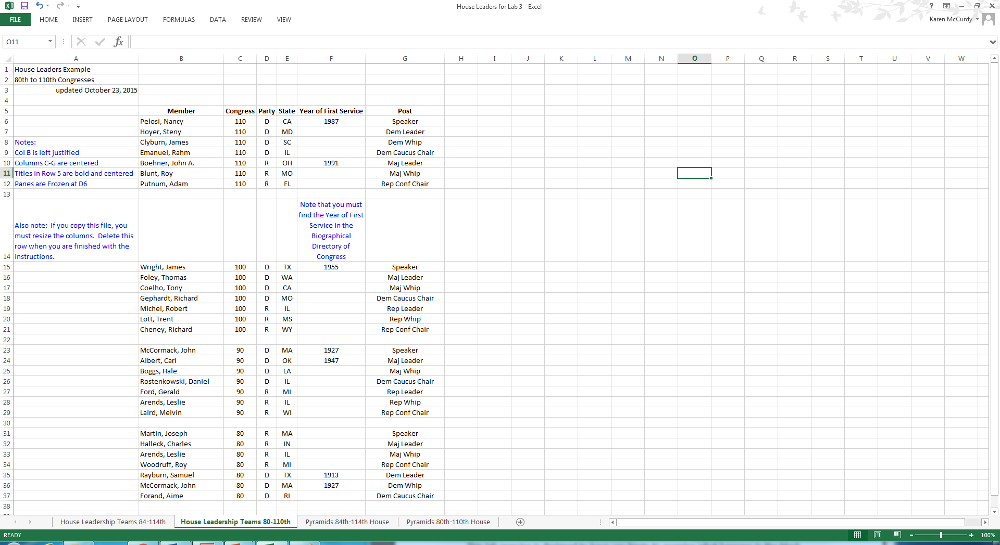 House Leaders for Lab 3 - Excel
?
FILE HOME INSERT PAGE LAYOUT FORMULAS DATA REVIEW VIEW
Karen McCurdy
O11
fx
A B C D E F G H I J K L M N O P Q R S T U V W
1 House Leaders Example
2 80th to 110th Congresses
3 updated October 23, 2015
4
5 Member Congress Party State Year of First Service Post
6 Pelosi, Nancy 110 D CA 1987 Speaker
7 Hoyer, Steny 110 D MD Dem Leader
8 Notes: Clyburn, James 110 D SC Dem Whip
9 Col B is left justified Emanuel, Rahm 110 D IL Dem Caucus Chair
10 Columns C-G are centered Boehner, John A. 110 R OH 1991 Maj Leader
11 Titles in Row 5 are bold and centered Blunt, Roy 110 R MO Maj Whip
12 Panes are Frozen at D6 Putnum, Adam 110 R FL Rep Conf Chair
13
Note that you must
find the Year of First
Also note: If you copy this file, you Service in the
must resize the columns. Delete this Biographical
row when you are finished with the Directory of
14 instructions. Congress
15 Wright, James 100 D TX 1955 Speaker
16 Foley, Thomas 100 D WA Maj Leader
17 Coelho, Tony 100 D CA Maj Whip
18 Gephardt, Richard 100 D MO Dem Caucus Chair
19 Michel, Robert 100 R IL Rep Leader
20 Lott, Trent 100 R MS Rep Whip
21 Cheney, Richard 100 R WY Rep Conf Chair
22
23 McCormack, John 90 D MA 1927 Speaker
24 Albert, Carl 90 D OK 1947 Maj Leader
25 Boggs, Hale 90 D LA Maj Whip
26 Rostenkowski, Daniel 90 D IL Dem Caucus Chair
27 Ford, Gerald 90 R MI Rep Leader
28 Arends, Leslie 90 R IL Rep Whip
29 Laird, Melvin 90 R WI Rep Conf Chair
30
31 Martin, Joseph 80 R MA Speaker
32 Halleck, Charles 80 R IN Maj Leader
33 Arends, Leslie 80 R IL Maj Whip
34 Woodruff, Roy 80 R MI Rep Conf Chair
35 Rayburn, Samuel 80 D TX 1913 Dem Leader
36 McCormack, John 80 D MA 1927 Dem Whip
37 Forand, Aime 80 D RI Dem Caucus Chair
38
House Leadership Teams 84-114th House Leadership Teams 80-110th Pyramids 84th-114th House Pyramids 80th-110th House
READY
100%